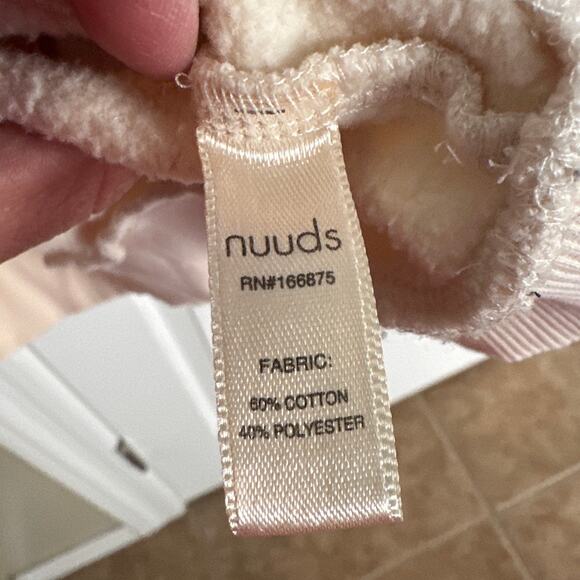 nuuds
RN#166875
FABRIC:
60% COTTON
40% POLYESTER